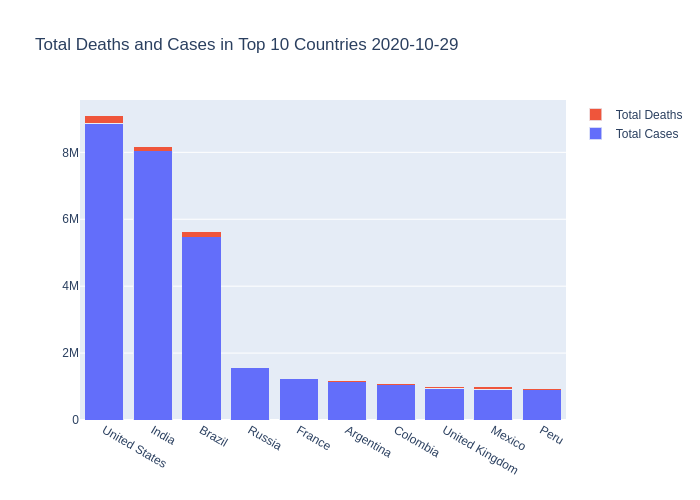 Total Deaths and Cases in Top 10 Countries 2020-10-29
Total Deaths
Total Cases
8M
6M
4M
2M
0
United States
India
Brazil
Russia
France
Argentina
Colombia
United Kingdom
Mexico
Peru